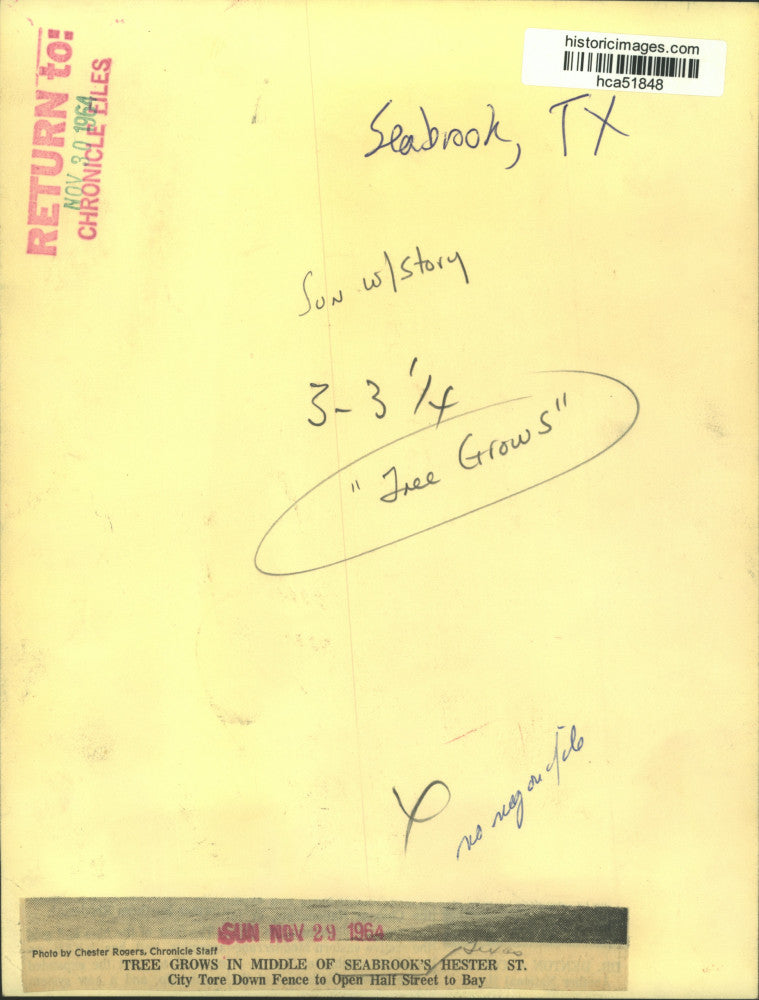 historicimages.com
hca51848
RETURN to:
NOV 30 1964
CHRONICLE FILES
Seabrook, TX
Sun w/story
3-3 1/4
"Tree Grows"
no neg on file
SUN NOV 29 1964
Photo by Chester Rogers, Chronicle Staff
Texas
TREE GROWS IN MIDDLE OF SEABROOK'S HESTER ST.
City Tore Down Fence to Open Half Street to Bay